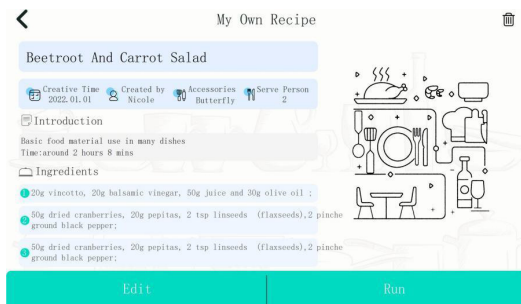 My Own Recipe
Beetroot And Carrot Salad
Creative Time
2022.01.01
Created by
Nicole
Accessories
Butterfly
Serve Person
2
Introduction
Basic food material use in many dishes
Time:around 2 hours 8 mins
Ingredients
1 20g vincotto, 20g balsamic vinegar, 50g juice and 30g olive oil ;
2 50g dried cranberries, 20g pepitas, 2 tsp linseeds (flaxseeds),2 pinche
ground black pepper;
3 50g dried cranberries, 20g pepitas, 2 tsp linseeds (flaxseeds),2 pinche
ground black pepper;
Edit
Run